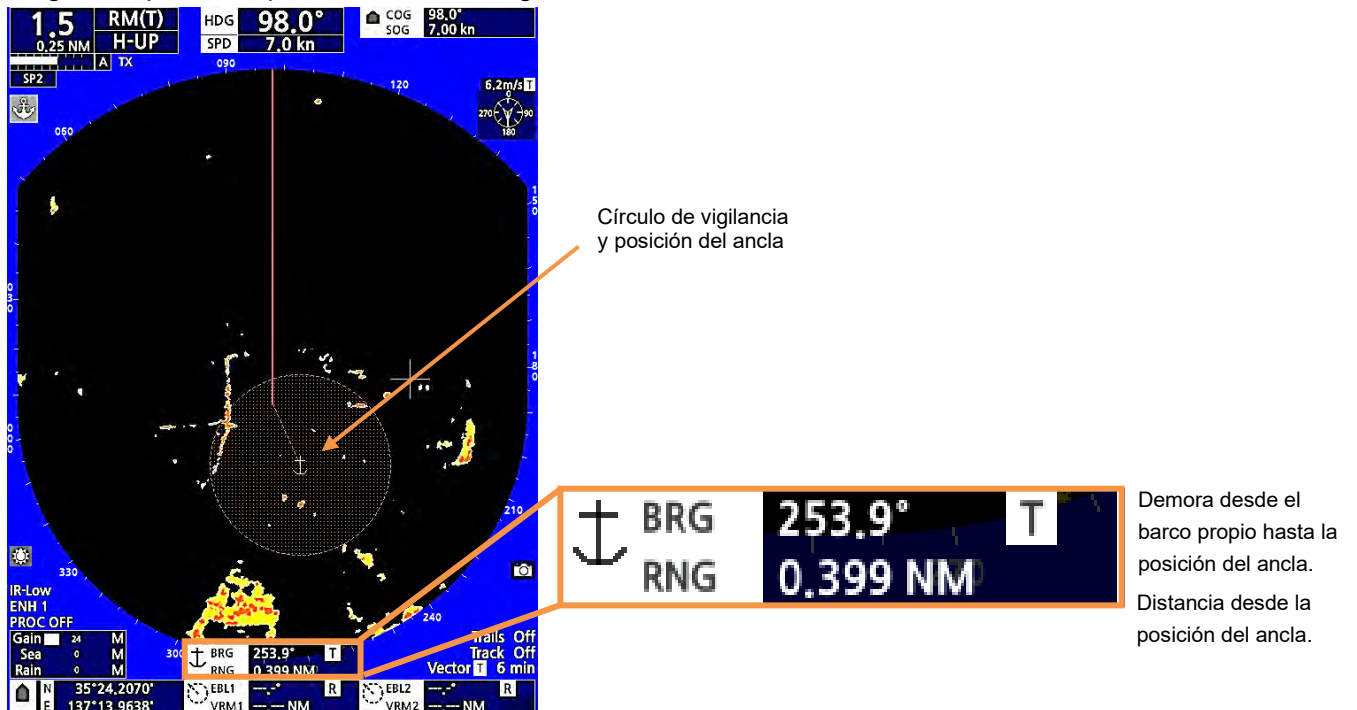 1.5 RM(T) HDG 98.0° COG 98.0°
0.25 NM H-UP SPD 7.0 kn SOG 7.00 kn
A TX
SP2
090
120
6.2m/s T
0
270 90
180
060
150
030
180
000
210
330
240
300
Círculo de vigilancia
y posición del ancla
IR-Low
ENH 1
PROC OFF
Gain 24 M
Sea 0 M
Rain 0 M
BRG 253.9° T
RNG 0.399 NM
Trails Off
Track Off
Vector T 6 min
N 35°24.2070'
E 137°13.9638'
EBL1 ---.-° R
VRM1 --.--- NM
EBL2 ---.-° R
VRM2 --.--- NM
BRG 253.9° T
RNG 0.399 NM
Demora desde el
barco propio hasta la
posición del ancla.
Distancia desde la
posición del ancla.